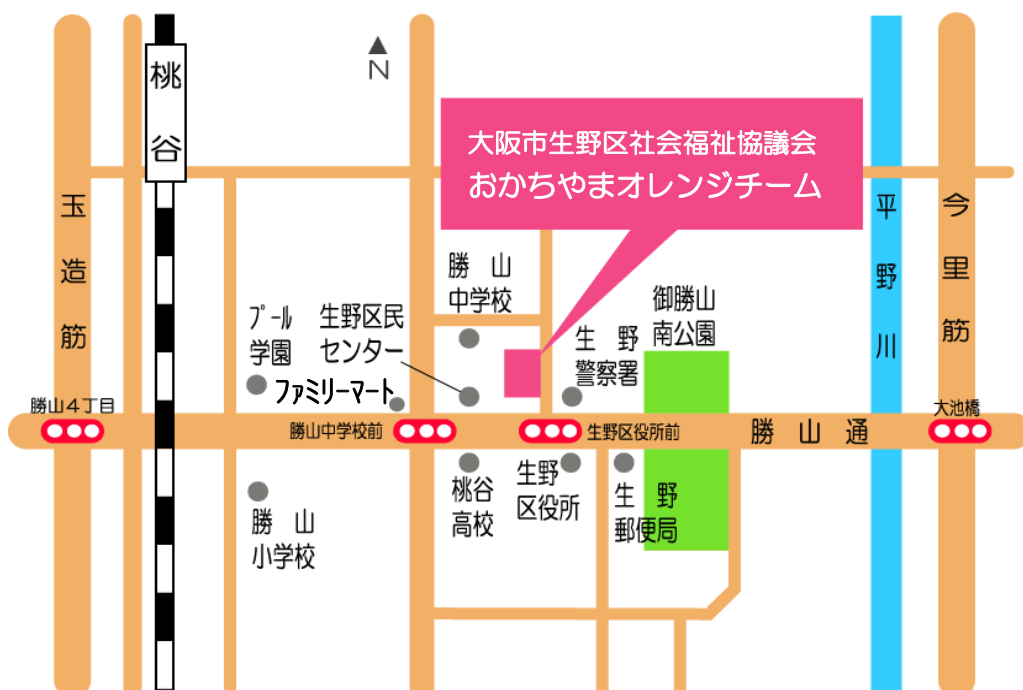 桃谷
N
大阪市生野区社会福祉協議会
おかちやまオレンジチーム
玉造筋
平野川
今里筋
勝山
中学校
御勝山
南公園
プール
学園
生野区民
センター
生野
警察署
ファミリーマート
勝山4丁目
大池橋
勝山中学校前
生野区役所前
勝山通
桃谷
高校
生野
区役所
生野
郵便局
勝山
小学校